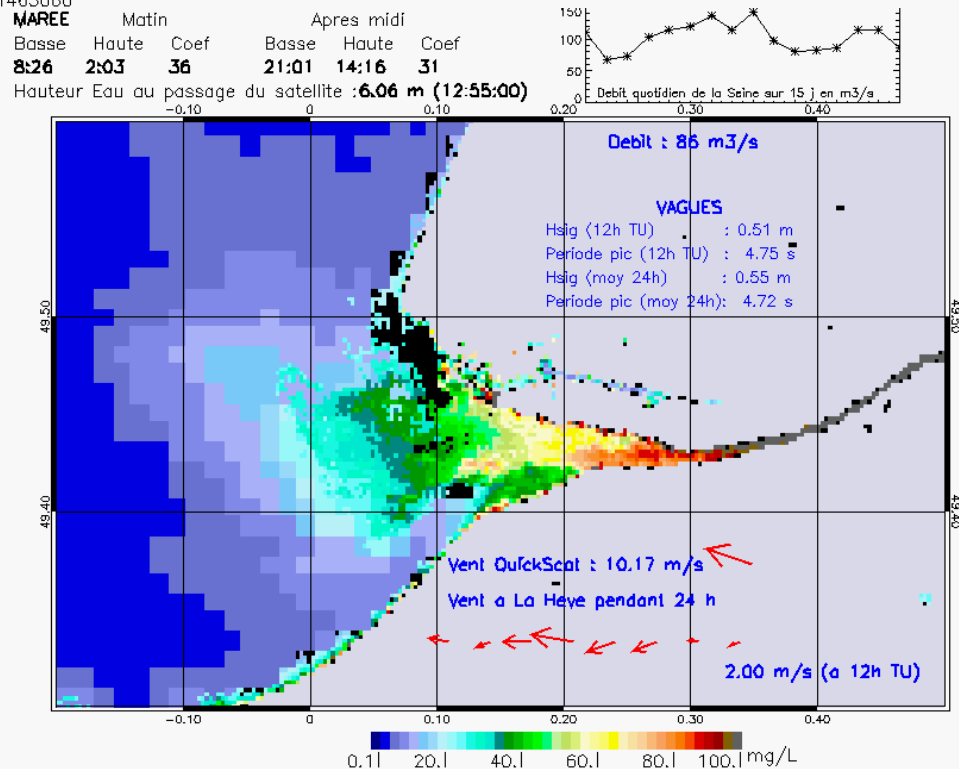 MAREE Matin Apres midi
Basse Haute Coef Basse Haute Coef
8:26 2:03 36 21:01 14:16 31
Hauteur Eau au passage du satellite :6.06 m (12:55:00)
150
100
50
0
Debit quotidien de la Seine sur 15 j en m3/s
-0.10 0 0.10 0.20 0.30 0.40
Debit : 86 m3/s
VAGUES
Hsig (12h TU) : 0.51 m
Periode pic (12h TU) : 4.75 s
Hsig (moy 24h) : 0.55 m
Periode pic (moy 24h): 4.72 s
49.50 49.50
49.40 49.40
Vent QuickScat : 10.17 m/s
Vent a La Heve pendant 24 h
2.00 m/s (a 12h TU)
-0.10 0 0.10 0.20 0.30 0.40
0.1 20. 40. 60. 80. 100. mg/L